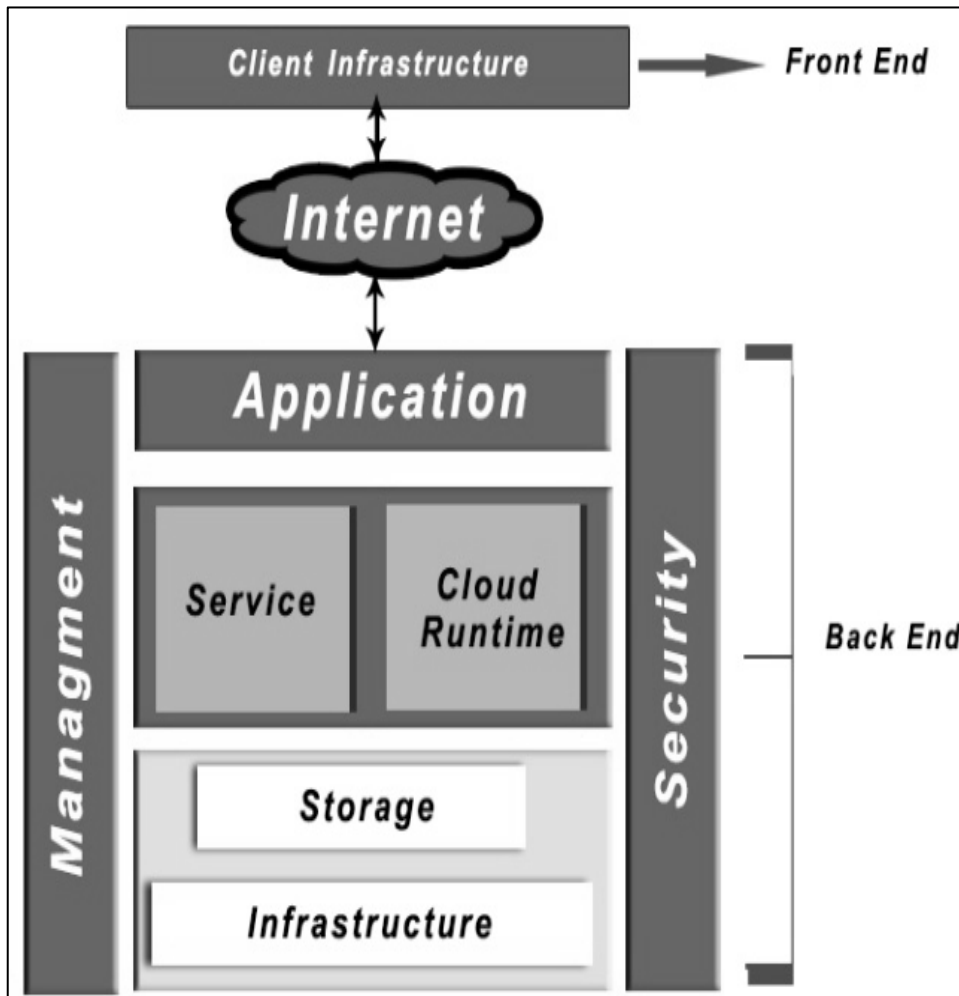 Client Infrastructure
Front End
Internet
Application
Managment
Service
Cloud
Runtime
Security
Back End
Storage
Infrastructure